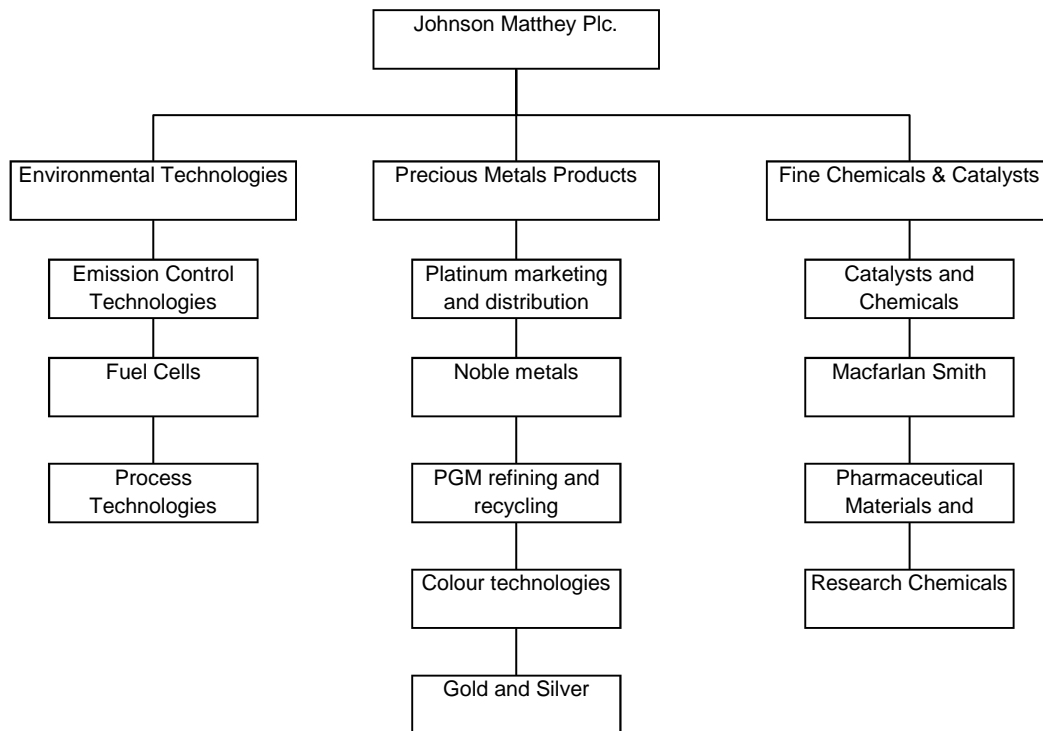 Johnson Matthey Plc.
Environmental Technologies
Precious Metals Products
Fine Chemicals & Catalysts
Emission Control
Technologies
Platinum marketing
and distribution
Catalysts and
Chemicals
Fuel Cells
Noble metals
Macfarlan Smith
Process
Technologies
PGM refining and
recycling
Pharmaceutical
Materials and
Colour technologies
Research Chemicals
Gold and Silver